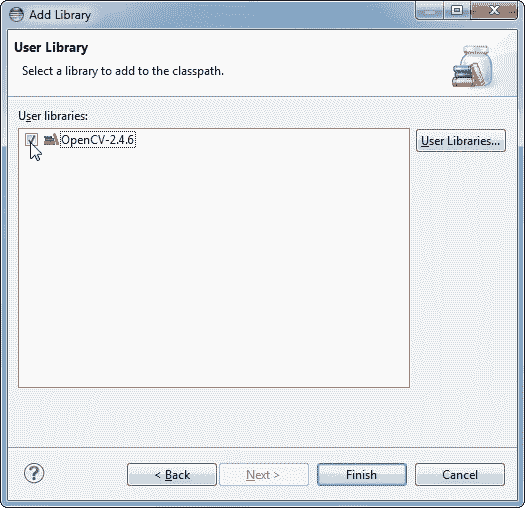 Add Library
User Library
Select a library to add to the classpath.
User libraries:
OpenCV-2.4.6
User Libraries...
?
< Back
Next >
Finish
Cancel